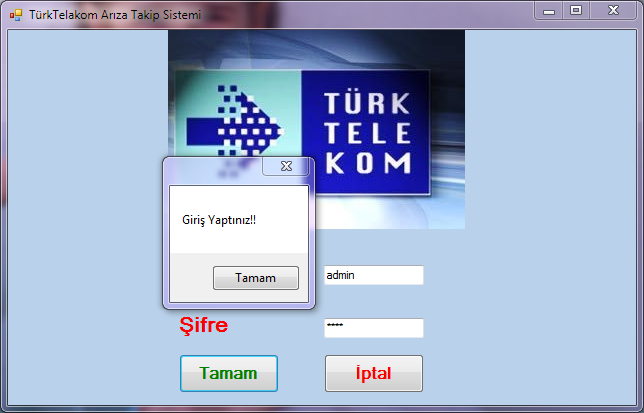 TürkTelakom Arıza Takip Sistemi
TÜRK
TELE
KOM
Giriş Yaptınız!!
Tamam
admin
Şifre
****
Tamam
İptal